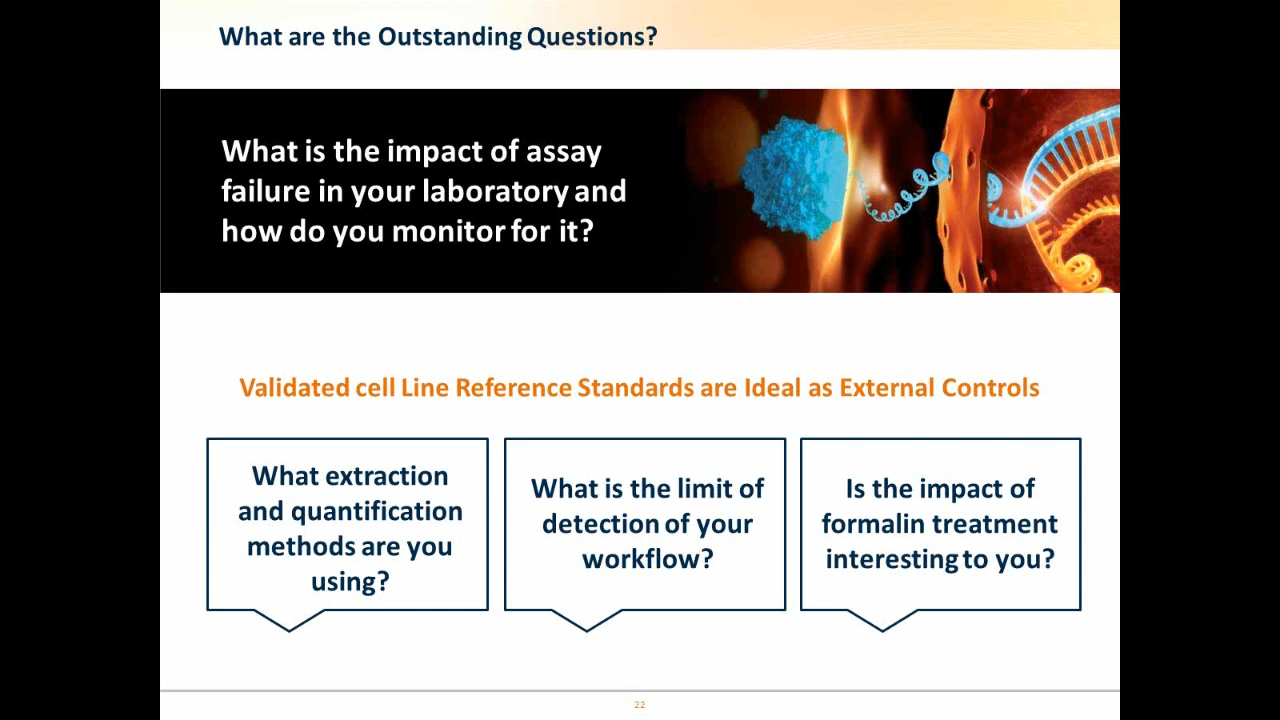 What are the Outstanding Questions?
What is the impact of assay
failure in your laboratory and
how do you monitor for it?
Validated cell Line Reference Standards are Ideal as External Controls
What extraction
and quantification
methods are you
using?
What is the limit of
detection of your
workflow?
Is the impact of
formalin treatment
interesting to you?
22